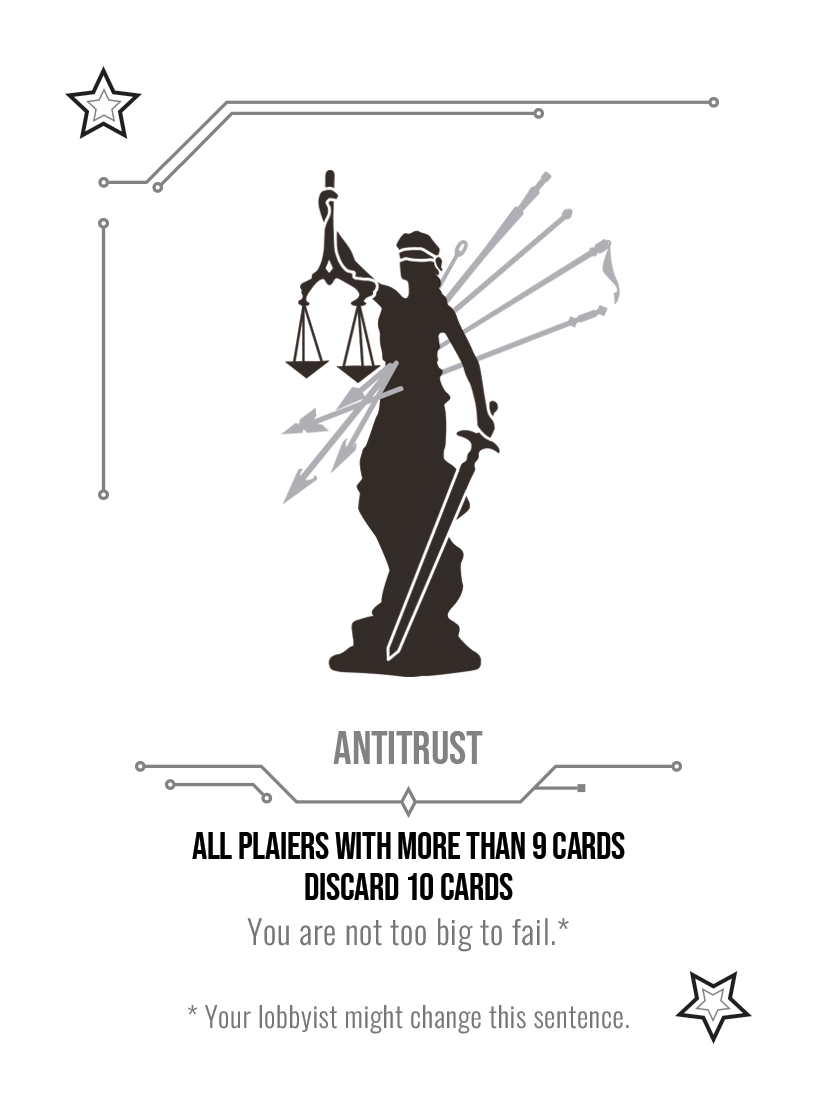 ANTITRUST
ALL PLAIERS WITH MORE THAN 9 CARDS
DISCARD 10 CARDS
You are not too big to fail.*
* Your lobbyist might change this sentence.